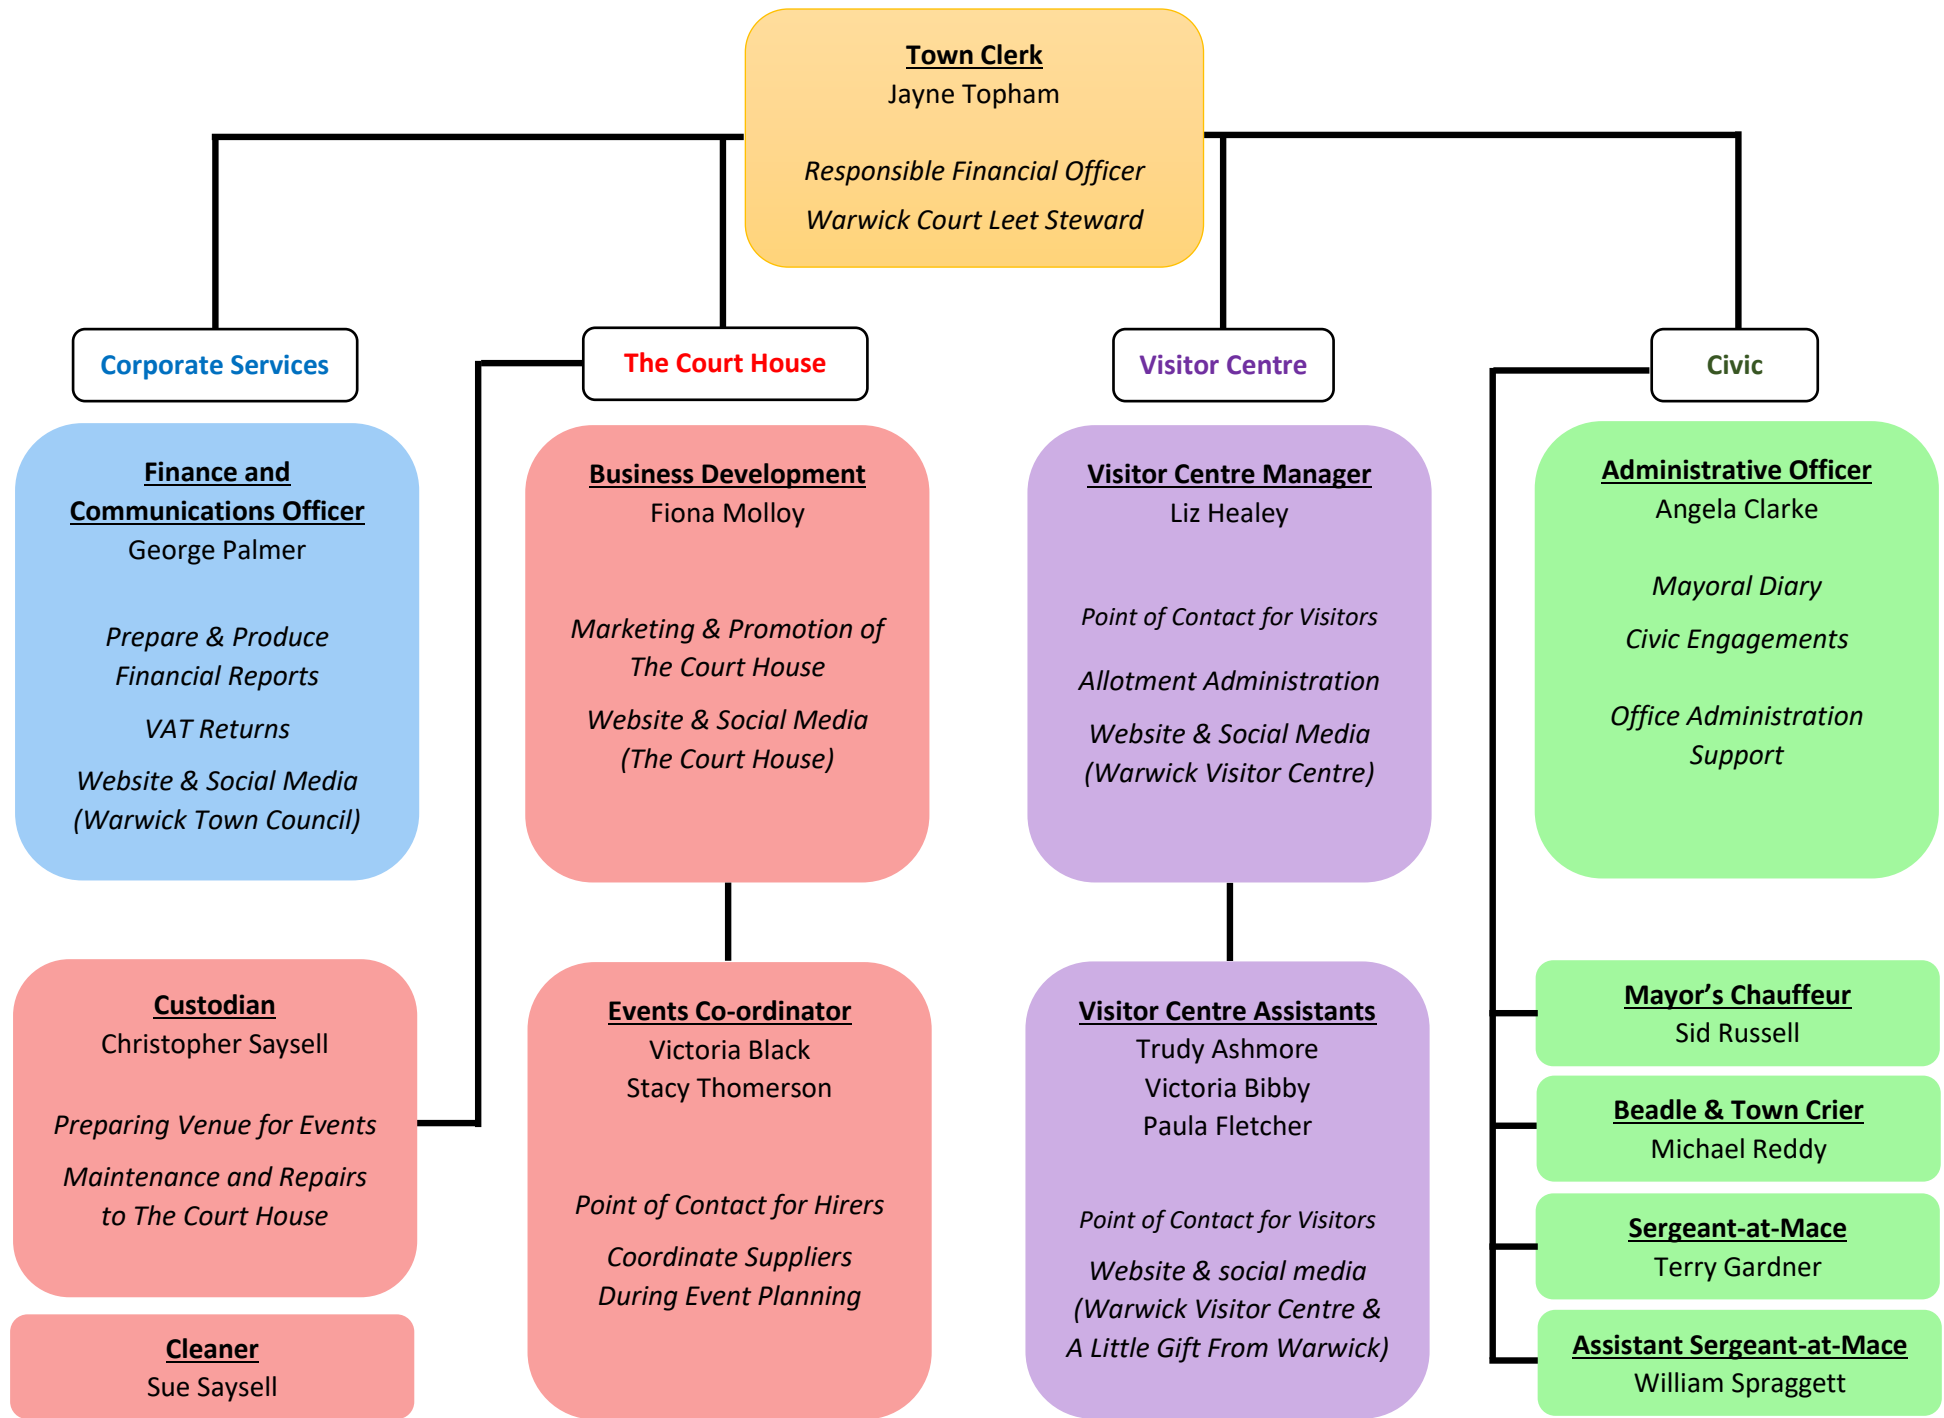 Town Clerk
Jayne Topham
Responsible Financial Officer
Warwick Court Leet Steward
Corporate Services
The Court House
Visitor Centre
Civic
Finance and
Communications Officer
George Palmer
Prepare & Produce
Financial Reports
VAT Returns
Website & Social Media
(Warwick Town Council)
Business Development
Fiona Molloy
Marketing & Promotion of
The Court House
Website & Social Media
(The Court House)
Visitor Centre Manager
Liz Healey
Point of Contact for Visitors
Allotment Administration
Website & Social Media
(Warwick Visitor Centre)
Administrative Officer
Angela Clarke
Mayoral Diary
Civic Engagements
Office Administration
Support
Custodian
Christopher Saysell
Preparing Venue for Events
Maintenance and Repairs
to The Court House
Cleaner
Sue Saysell
Events Co-ordinator
Victoria Black
Stacy Thomerson
Point of Contact for Hirers
Coordinate Suppliers
During Event Planning
Visitor Centre Assistants
Trudy Ashmore
Victoria Bibby
Paula Fletcher
Point of Contact for Visitors
Website & social media
(Warwick Visitor Centre &
A Little Gift From Warwick)
Mayor’s Chauffeur
Sid Russell
Beadle & Town Crier
Michael Reddy
Sergeant-at-Mace
Terry Gardner
Assistant Sergeant-at-Mace
William Spraggett